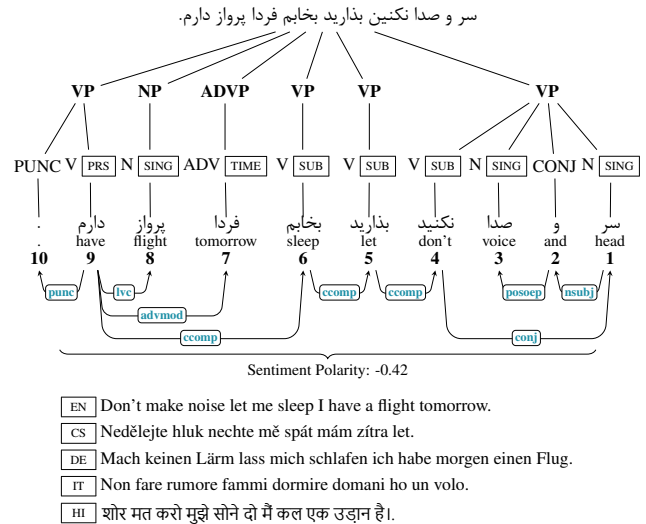 سر و صدا نکنین بذارید بخابم فردا پرواز دارم.
VP NP ADVP VP VP VP
PUNC V PRS N SING ADV TIME V SUB V SUB V SUB N SING CONJ N SING
. دارم پرواز فردا بخابم بذارید نکنید صدا و سر
. have flight tomorrow sleep let don't voice and head
10 9 8 7 6 5 4 3 2 1
punc lvc ccomp ccomp posoep nsubj
advmod
ccomp conj
Sentiment Polarity: -0.42
EN Don't make noise let me sleep I have a flight tomorrow.
CS Nedělejte hluk nechte mě spát mám zítra let.
DE Mach keinen Lärm lass mich schlafen ich habe morgen einen Flug.
IT Non fare rumore fammi dormire domani ho un volo.
HI शोर मत करो मुझे सोने दो मैं कल एक उड़ान है।.